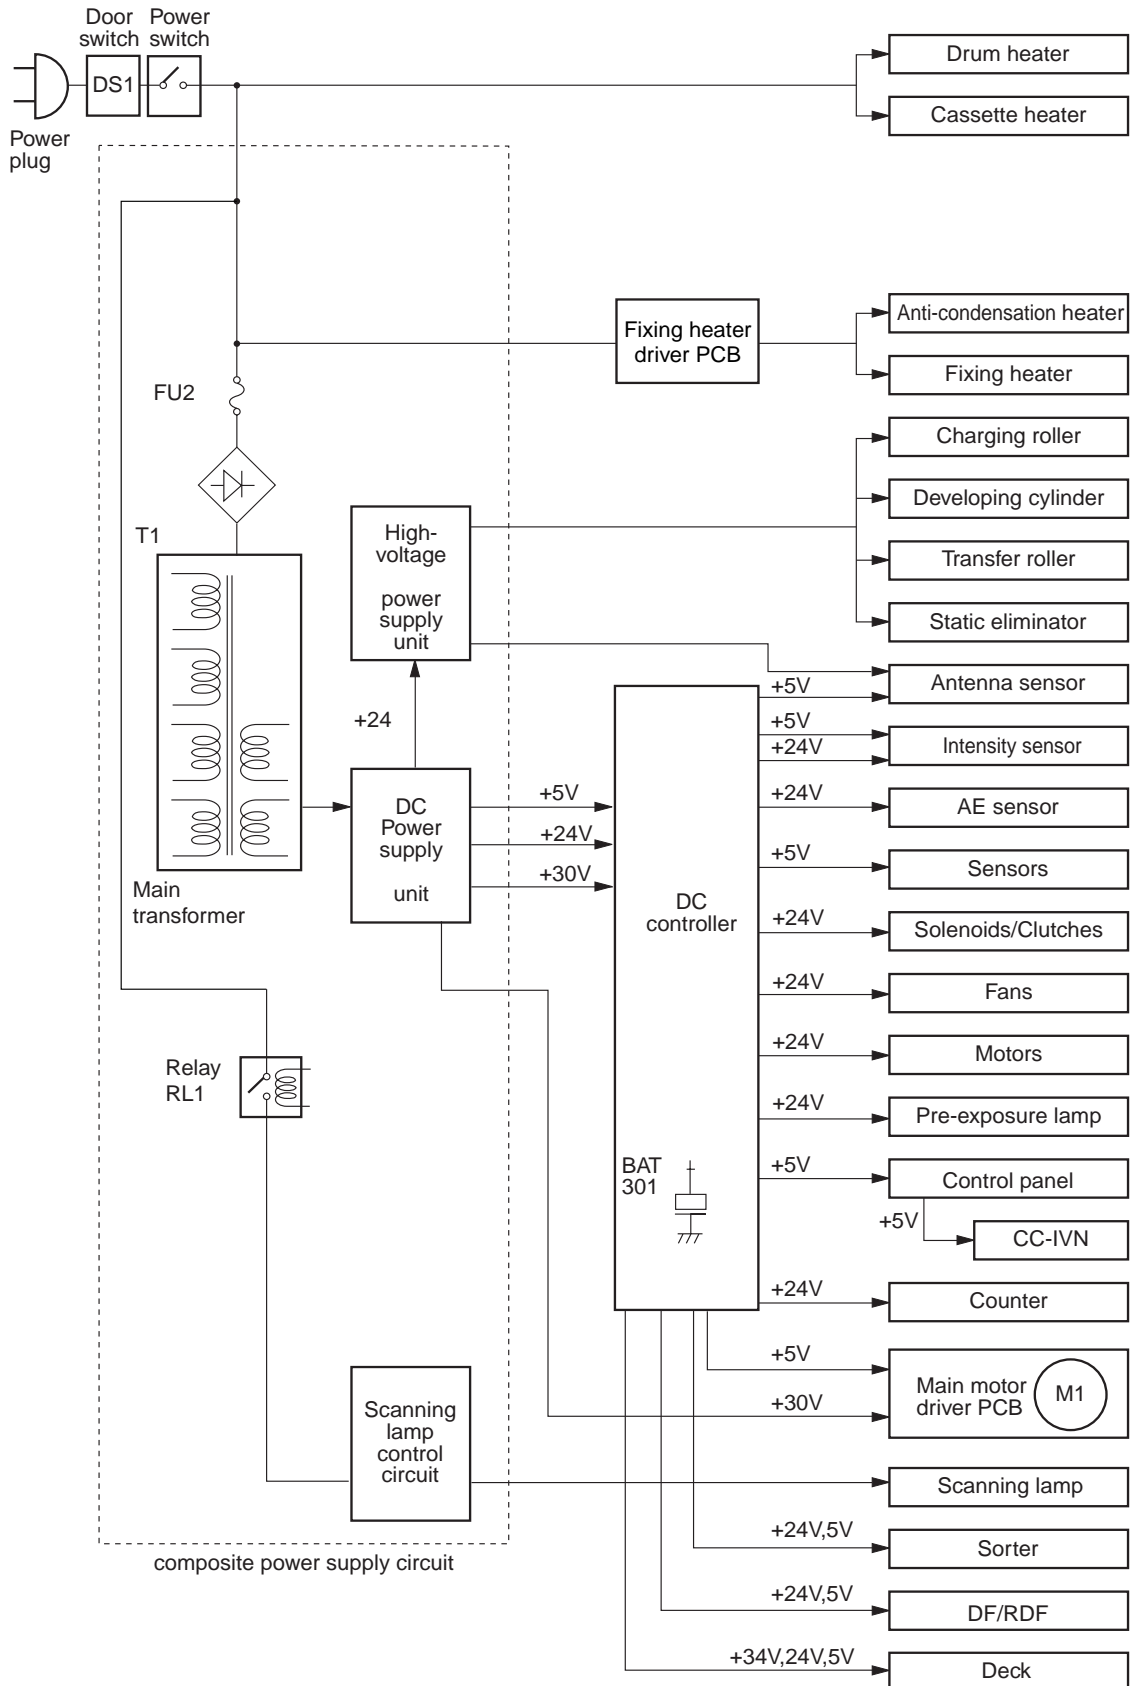 Door switch
Power switch
DS1
Power plug
Drum heater
Cassette heater
Fixing heater
driver PCB
Anti-condensation heater
Fixing heater
FU2
T1
High-
voltage
power
supply
unit
Charging roller
Developing cylinder
Transfer roller
Static eliminator
Antenna sensor
+5V
+5V
+24V
Intensity sensor
+24
DC
Power
supply
unit
+5V
+24V
+30V
Main
transformer
DC
controller
+24V
AE sensor
+5V
Sensors
+24V
Solenoids/Clutches
+24V
Fans
+24V
Motors
+24V
Pre-exposure lamp
Relay
RL1
BAT
301
+5V
Control panel
+5V
CC-IVN
+24V
Counter
+5V
+30V
Main motor
driver PCB
M1
Scanning
lamp
control
circuit
Scanning lamp
+24V,5V
Sorter
composite power supply circuit
+24V,5V
DF/RDF
+34V,24V,5V
Deck